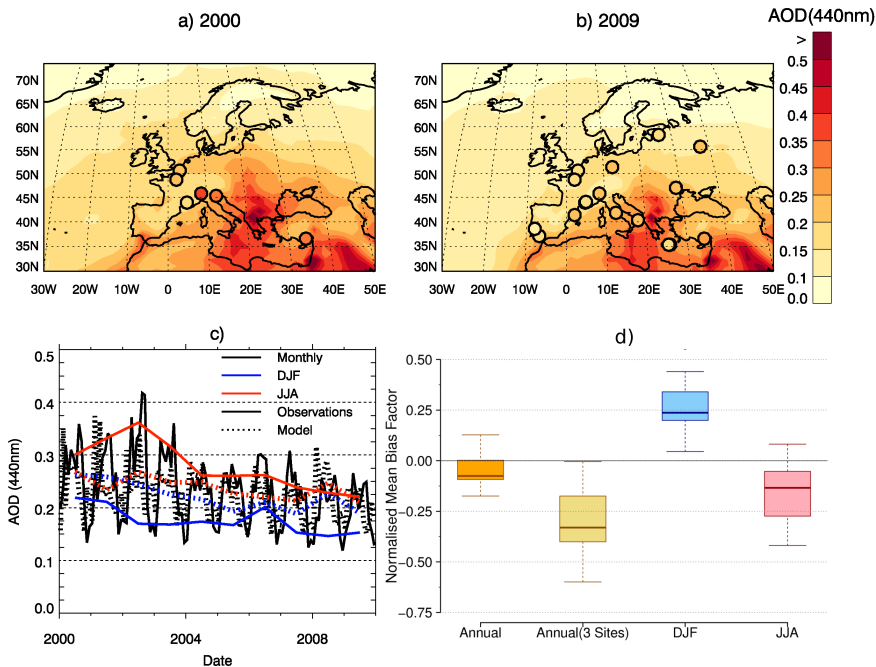 a) 2000
b) 2009
AOD(440nm)
>
0.5
0.45
0.4
0.35
0.3
0.25
0.2
0.15
0.1
0.0
70N
65N
60N
55N
50N
45N
40N
35N
30N
30W 20W 10W 0 10E 20E 30E 40E 50E
70N
65N
60N
55N
50N
45N
40N
35N
30N
30W 20W 10W 0 10E 20E 30E 40E 50E
c)
AOD (440nm)
0.5
0.4
0.3
0.2
0.1
0.0
Monthly
DJF
JJA
Observations
Model
2000 2004 2008
Date
d)
Normalised Mean Bias Factor
0.50
0.25
0.00
−0.25
−0.50
−0.75
Annual Annual(3 Sites) DJF JJA